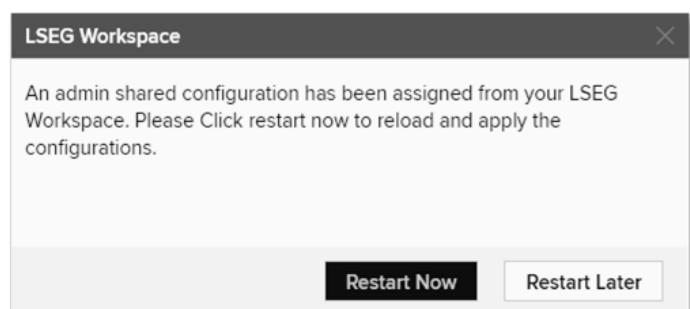 LSEG Workspace
An admin shared configuration has been assigned from your LSEG
Workspace. Please Click restart now to reload and apply the
configurations.
Restart Now
Restart Later